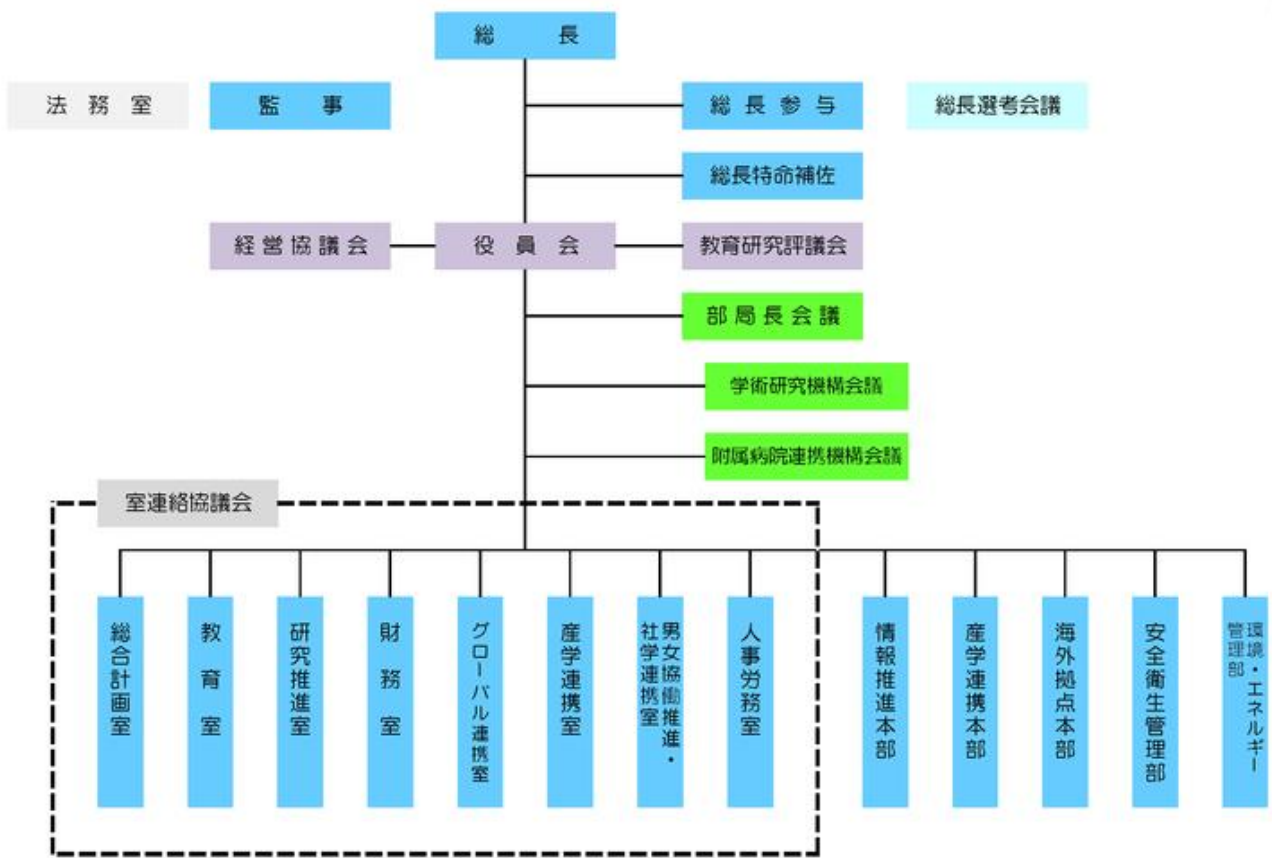 総長
法務室
監事
総長参与
総長選考会議
総長特命補佐
経営協議会
役員会
教育研究評議会
部局長会議
学術研究機構会議
附属病院連携機構会議
室連絡協議会
総合計画室
教育室
研究推進室
財務室
グローバル連携室
産学連携室
男女協働推進・
社学連携室
人事労務室
情報推進本部
産学連携本部
海外拠点本部
安全衛生管理部
環境・エネルギー
管理部